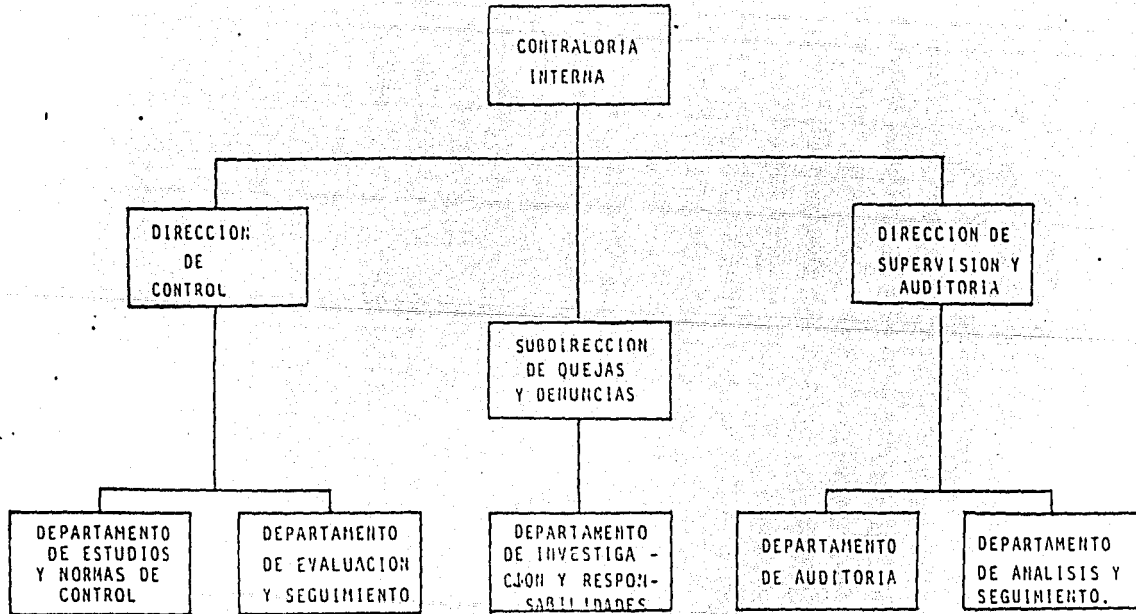 CONTRALORIA
INTERNA
DIRECCION
DE
CONTROL
DIRECCION DE
SUPERVISION Y
AUDITORIA
SUBDIRECCION
DE QUEJAS
Y DENUNCIAS
DEPARTAMENTO
DE ESTUDIOS
Y NORMAS DE
CONTROL
DEPARTAMENTO
DE EVALUACION
Y SEGUIMIENTO
DEPARTAMENTO
DE INVESTIGA -
CION Y RESPON-
SABILIDADES
DEPARTAMENTO
DE AUDITORIA
DEPARTAMENTO
DE ANALISIS Y
SEGUIMIENTO.